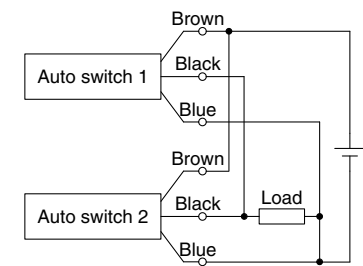 Brown
Auto switch 1
Black
Blue
Brown
Auto switch 2
Black
Load
Blue